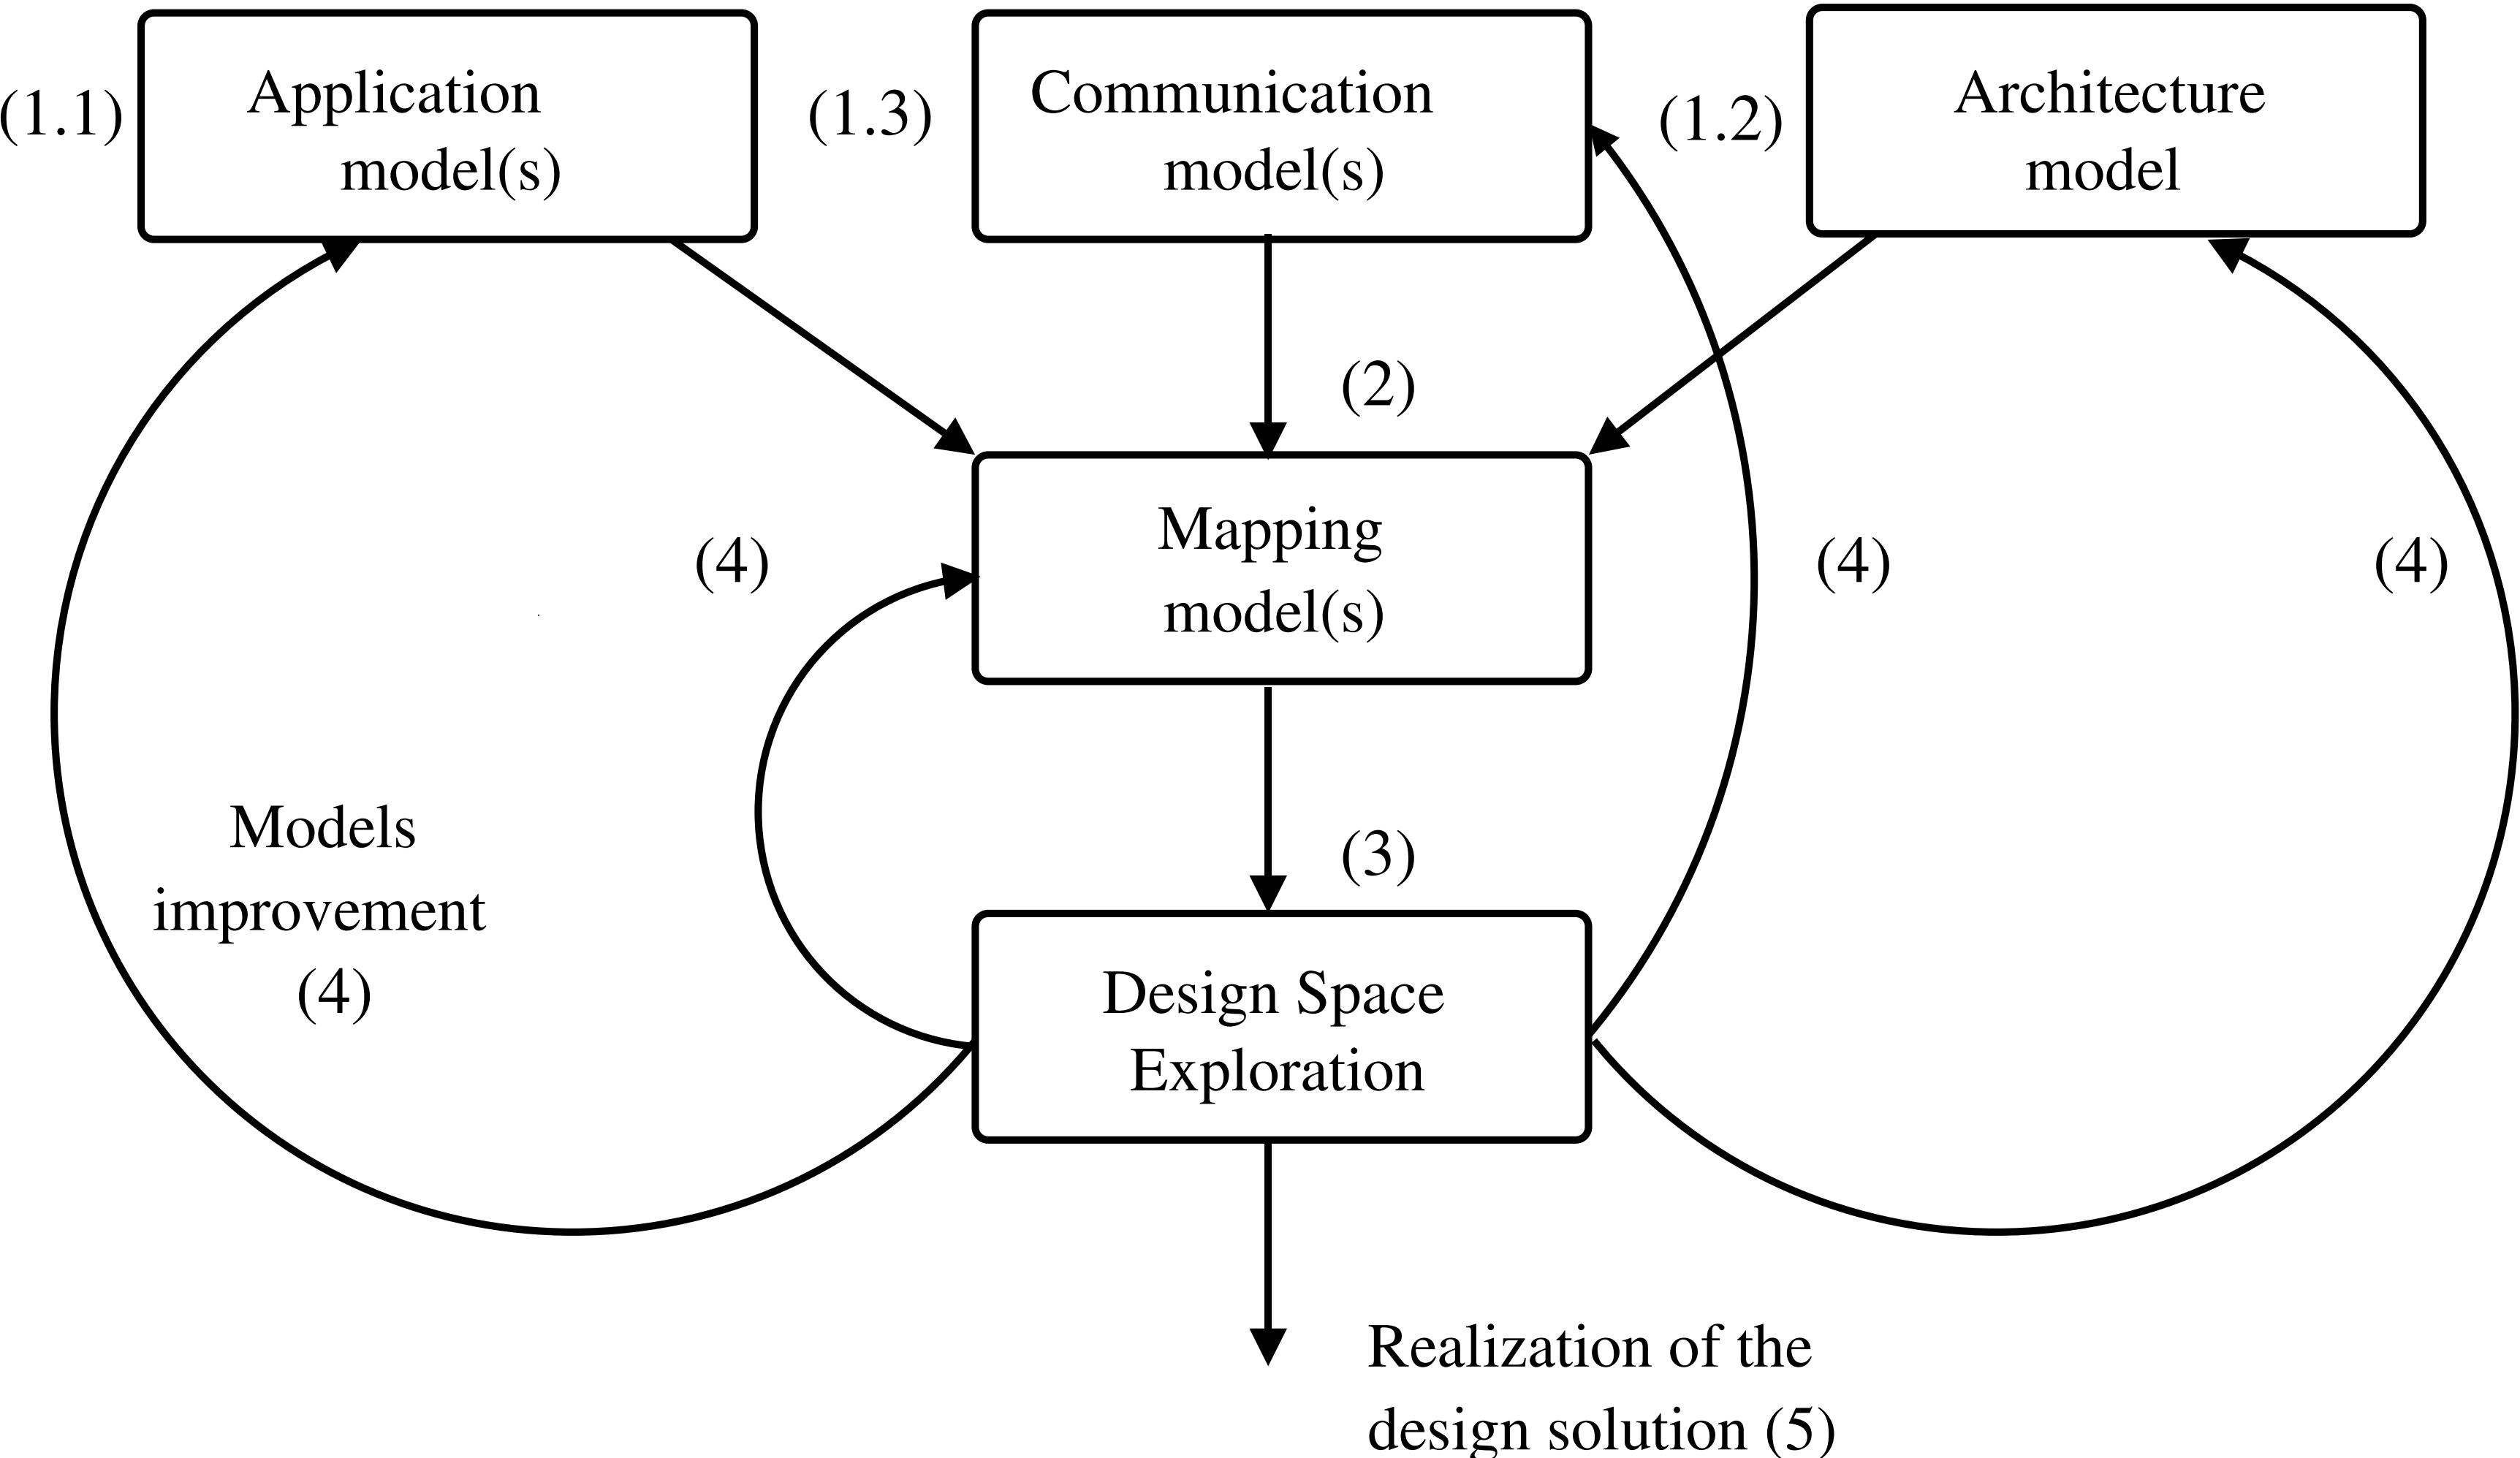 (1.1)
Application
model(s)
(1.3)
Communication
model(s)
(1.2)
Architecture
model
(2)
(4)
Mapping
model(s)
(4)
(4)
Models
improvement
(4)
(3)
Design Space
Exploration
Realization of the
design solution (5)